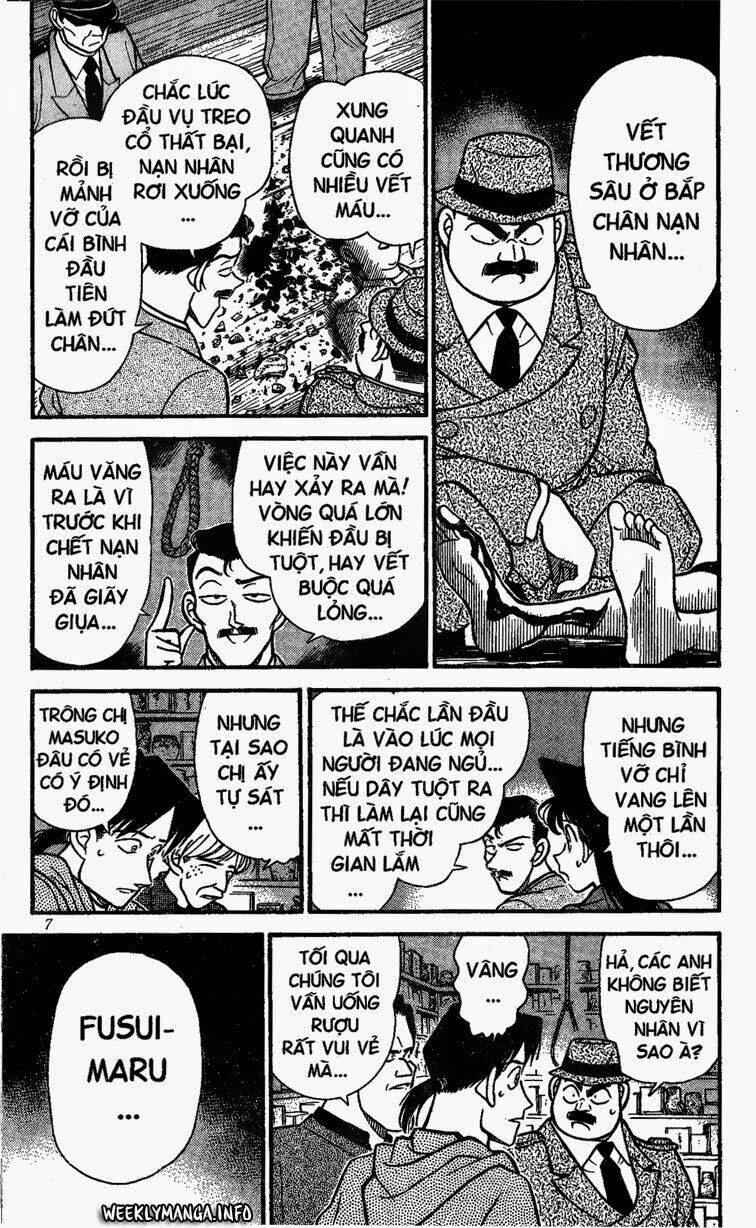 VẾT
THƯƠNG
SÂU Ở BẮP
CHÂN NẠN
NHÂN...
XUNG
QUANH
CŨNG CÓ
NHIỀU VẾT
MÁU...
CHẮC LÚC
ĐẦU VỤ TREO
CỔ THẤT BẠI,
NẠN NHÂN
RƠI XUỐNG
...
RỒI BỊ
MẢNH
VỠ CỦA
CÁI BÌNH
ĐẦU
TIÊN
LÀM ĐỨT
CHÂN...
VIỆC NÀY VẪN
HAY XẢY RA MÀ!
VÒNG QUÁ LỚN
KHIẾN ĐẦU BỊ
TUỘT, HAY VẾT
BUỘC QUÁ
LỎNG...
MÁU VĂNG
RA LÀ VÌ
TRƯỚC KHI
CHẾT NẠN
NHÂN
ĐÃ GIÃY
GIỤA...
NHƯNG
TIẾNG BÌNH
VỠ CHỈ
VANG LÊN
MỘT LẦN
THÔI...
THẾ CHẮC LẦN ĐẦU
LÀ VÀO LÚC MỌI
NGƯỜI ĐANG NGỦ...
NẾU DÂY TUỘT RA
THÌ LÀM LẠI CŨNG
MẤT THỜI
GIAN LẮM
...
NHƯNG
TẠI SAO
CHỊ ẤY
TỰ SÁT
...
TRÔNG CHỊ
MASUKO
ĐÂU CÓ VẺ
CÓ Ý ĐỊNH
ĐÓ...
7
HẢ, CÁC ANH
KHÔNG BIẾT
NGUYÊN
NHÂN VÌ
SAO À?
VÂNG
...
TỐI QUA
CHÚNG TÔI
VẪN UỐNG
RƯỢU
RẤT VUI VẺ
MÀ...
FUSUI-
MARU
...
WEEKLYMANGA.INFO